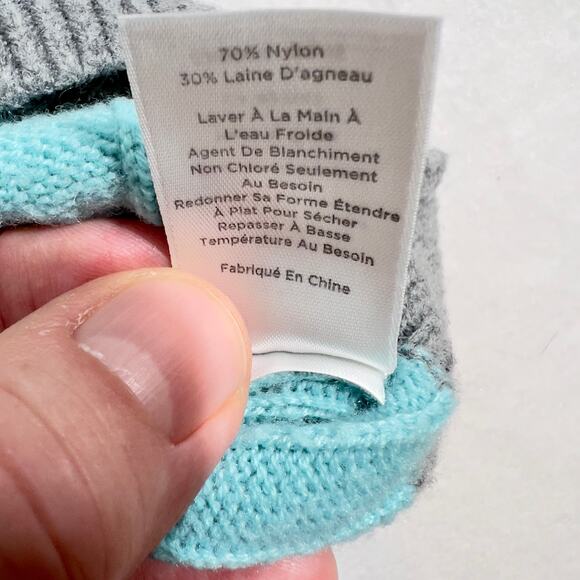 70% Nylon
30% Laine D'agneau
Laver À La Main À
L'eau Froide
Agent De Blanchiment
Non Chloré Seulement
Au Besoin
Redonner Sa Forme Étendre
À Plat Pour Sécher
Repasser À Basse
Température Au Besoin
Fabriqué En Chine